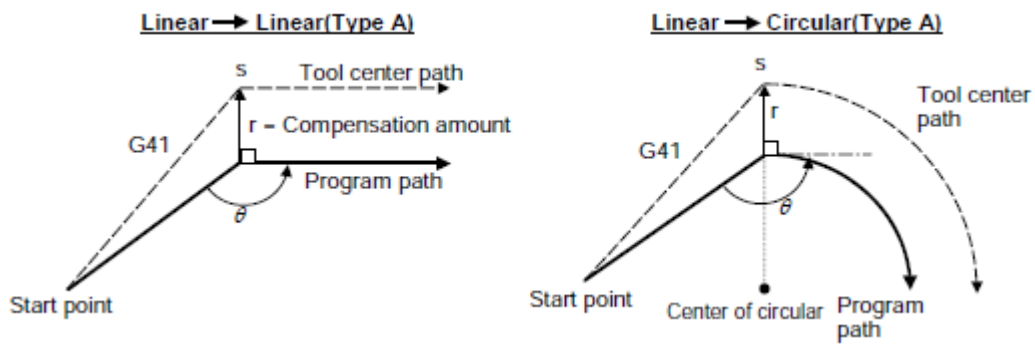 Linear → Linear(Type A)
s
Tool center path
r – Compensation amount
G41
Program path
θ
Start point
Linear → Circular(Type A)
s
Tool center
path
r
G41
θ
Start point
Center of circular
Program
path